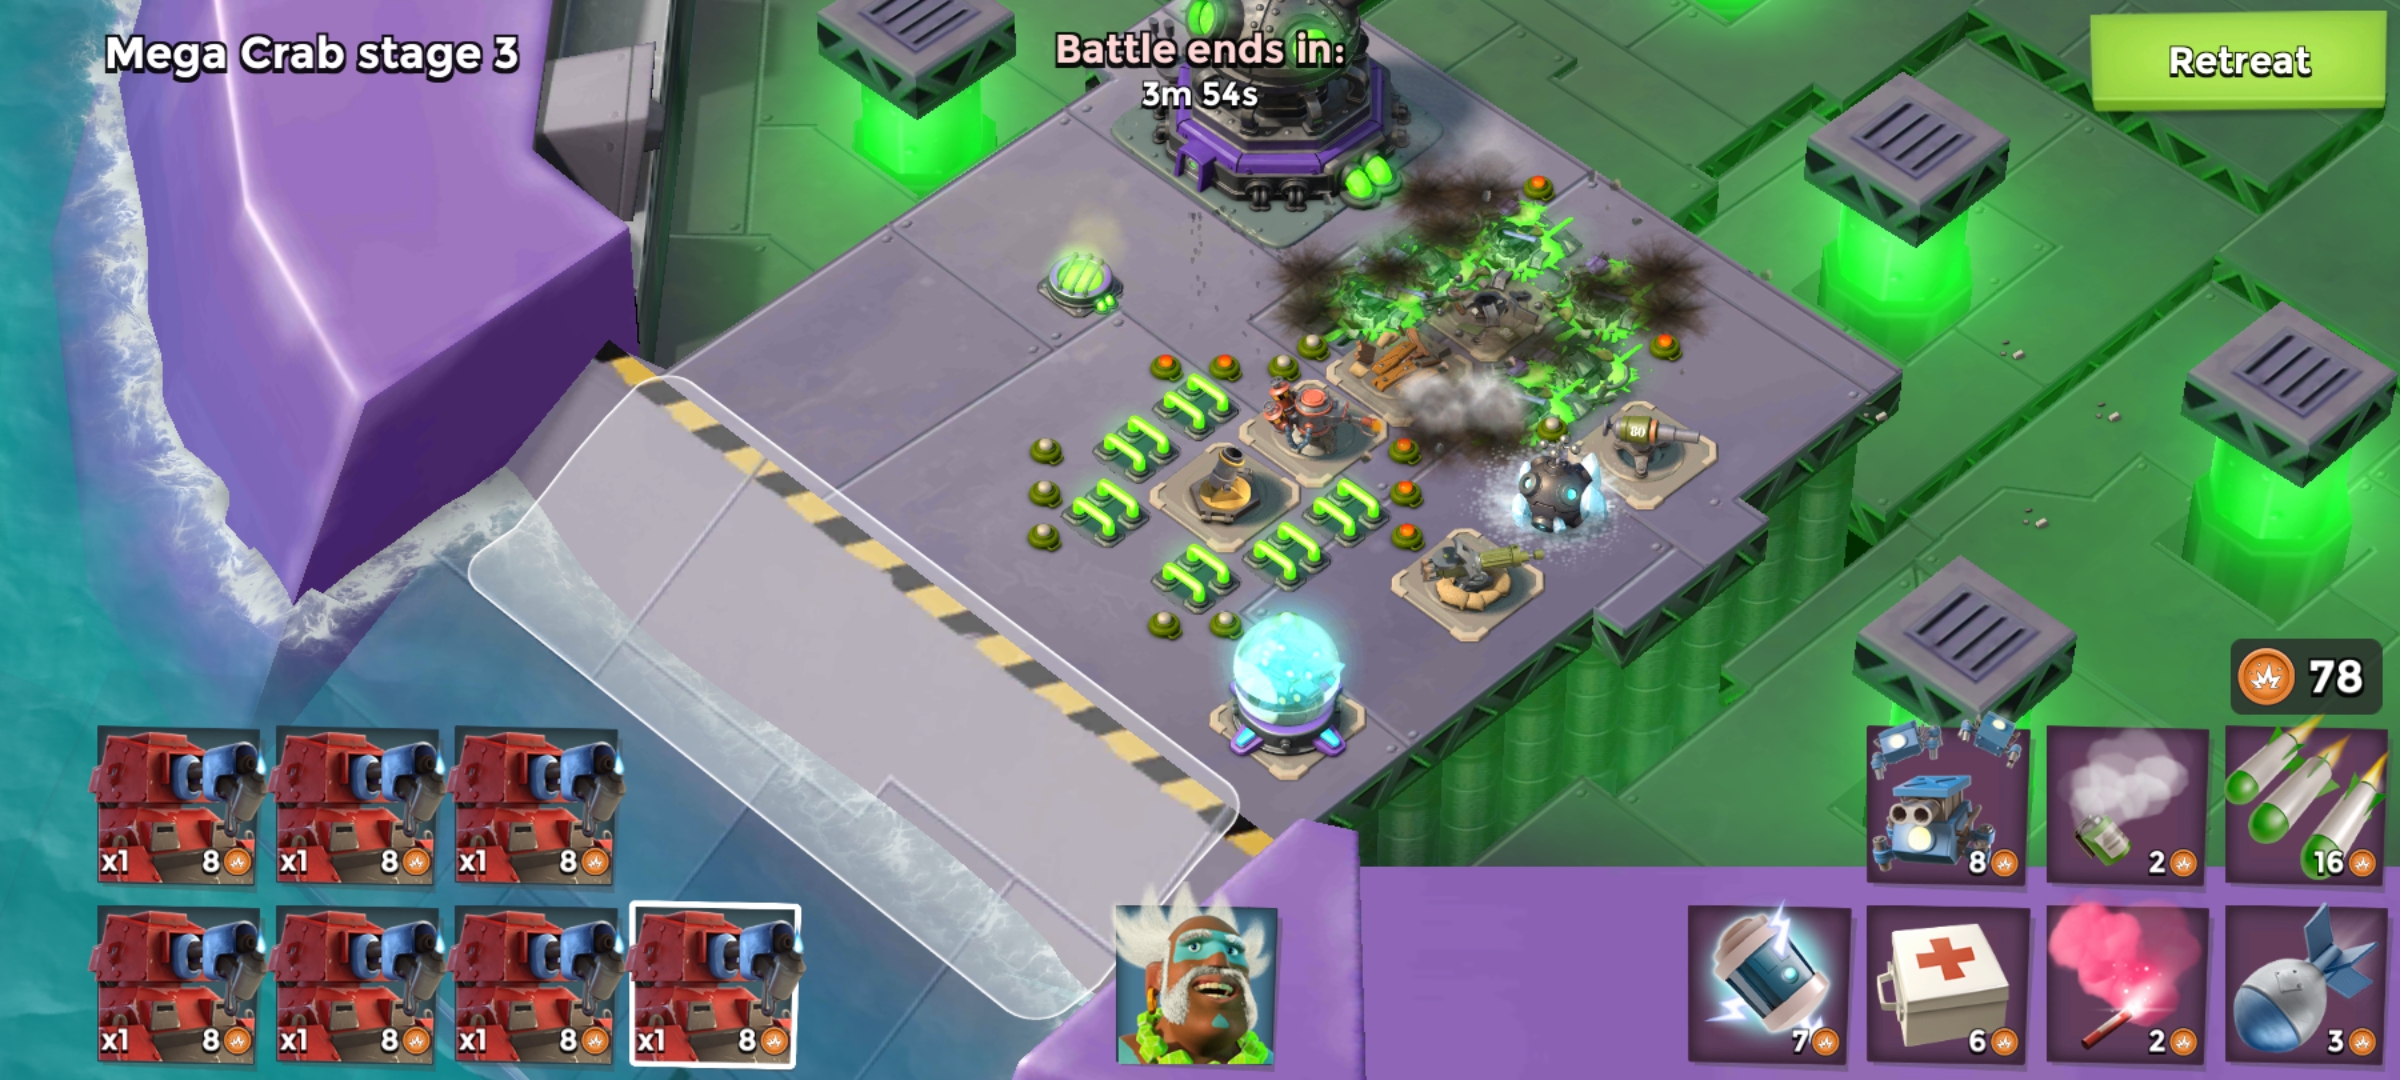 Mega Crab stage 3
Battle ends in:
3m 54s
Retreat
80
78
x1 8
x1 8
x1 8
8
2
16
x1 8
x1 8
x1 8
x1 8
7
6
2
3